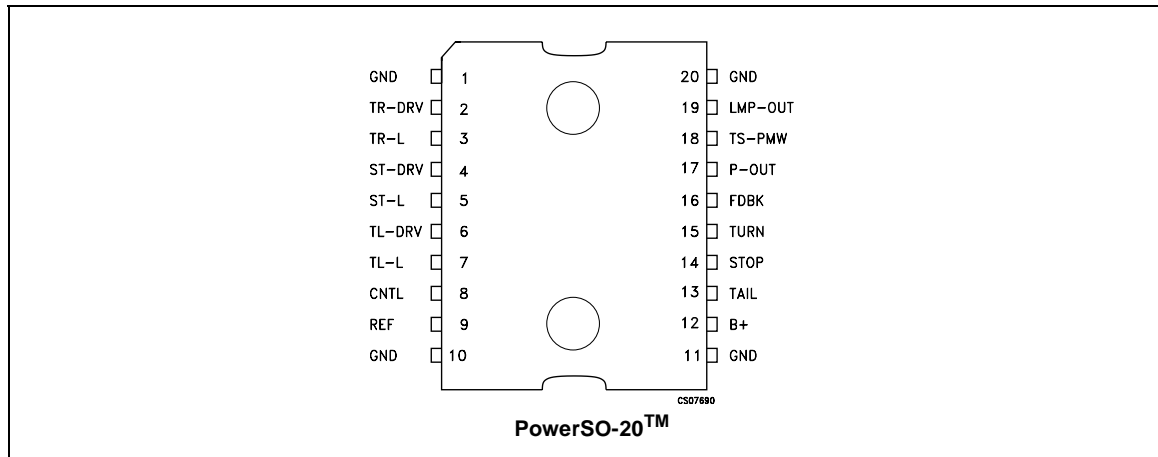 GND 1 20 GND
TR-DRV 2 19 LMP-OUT
TR-L 3 18 TS-PMW
ST-DRV 4 17 P-OUT
ST-L 5 16 FDBK
TL-DRV 6 15 TURN
TL-L 7 14 STOP
CNTL 8 13 TAIL
REF 9 12 B+
GND 10 11 GND
CS07690
PowerSO-20TM